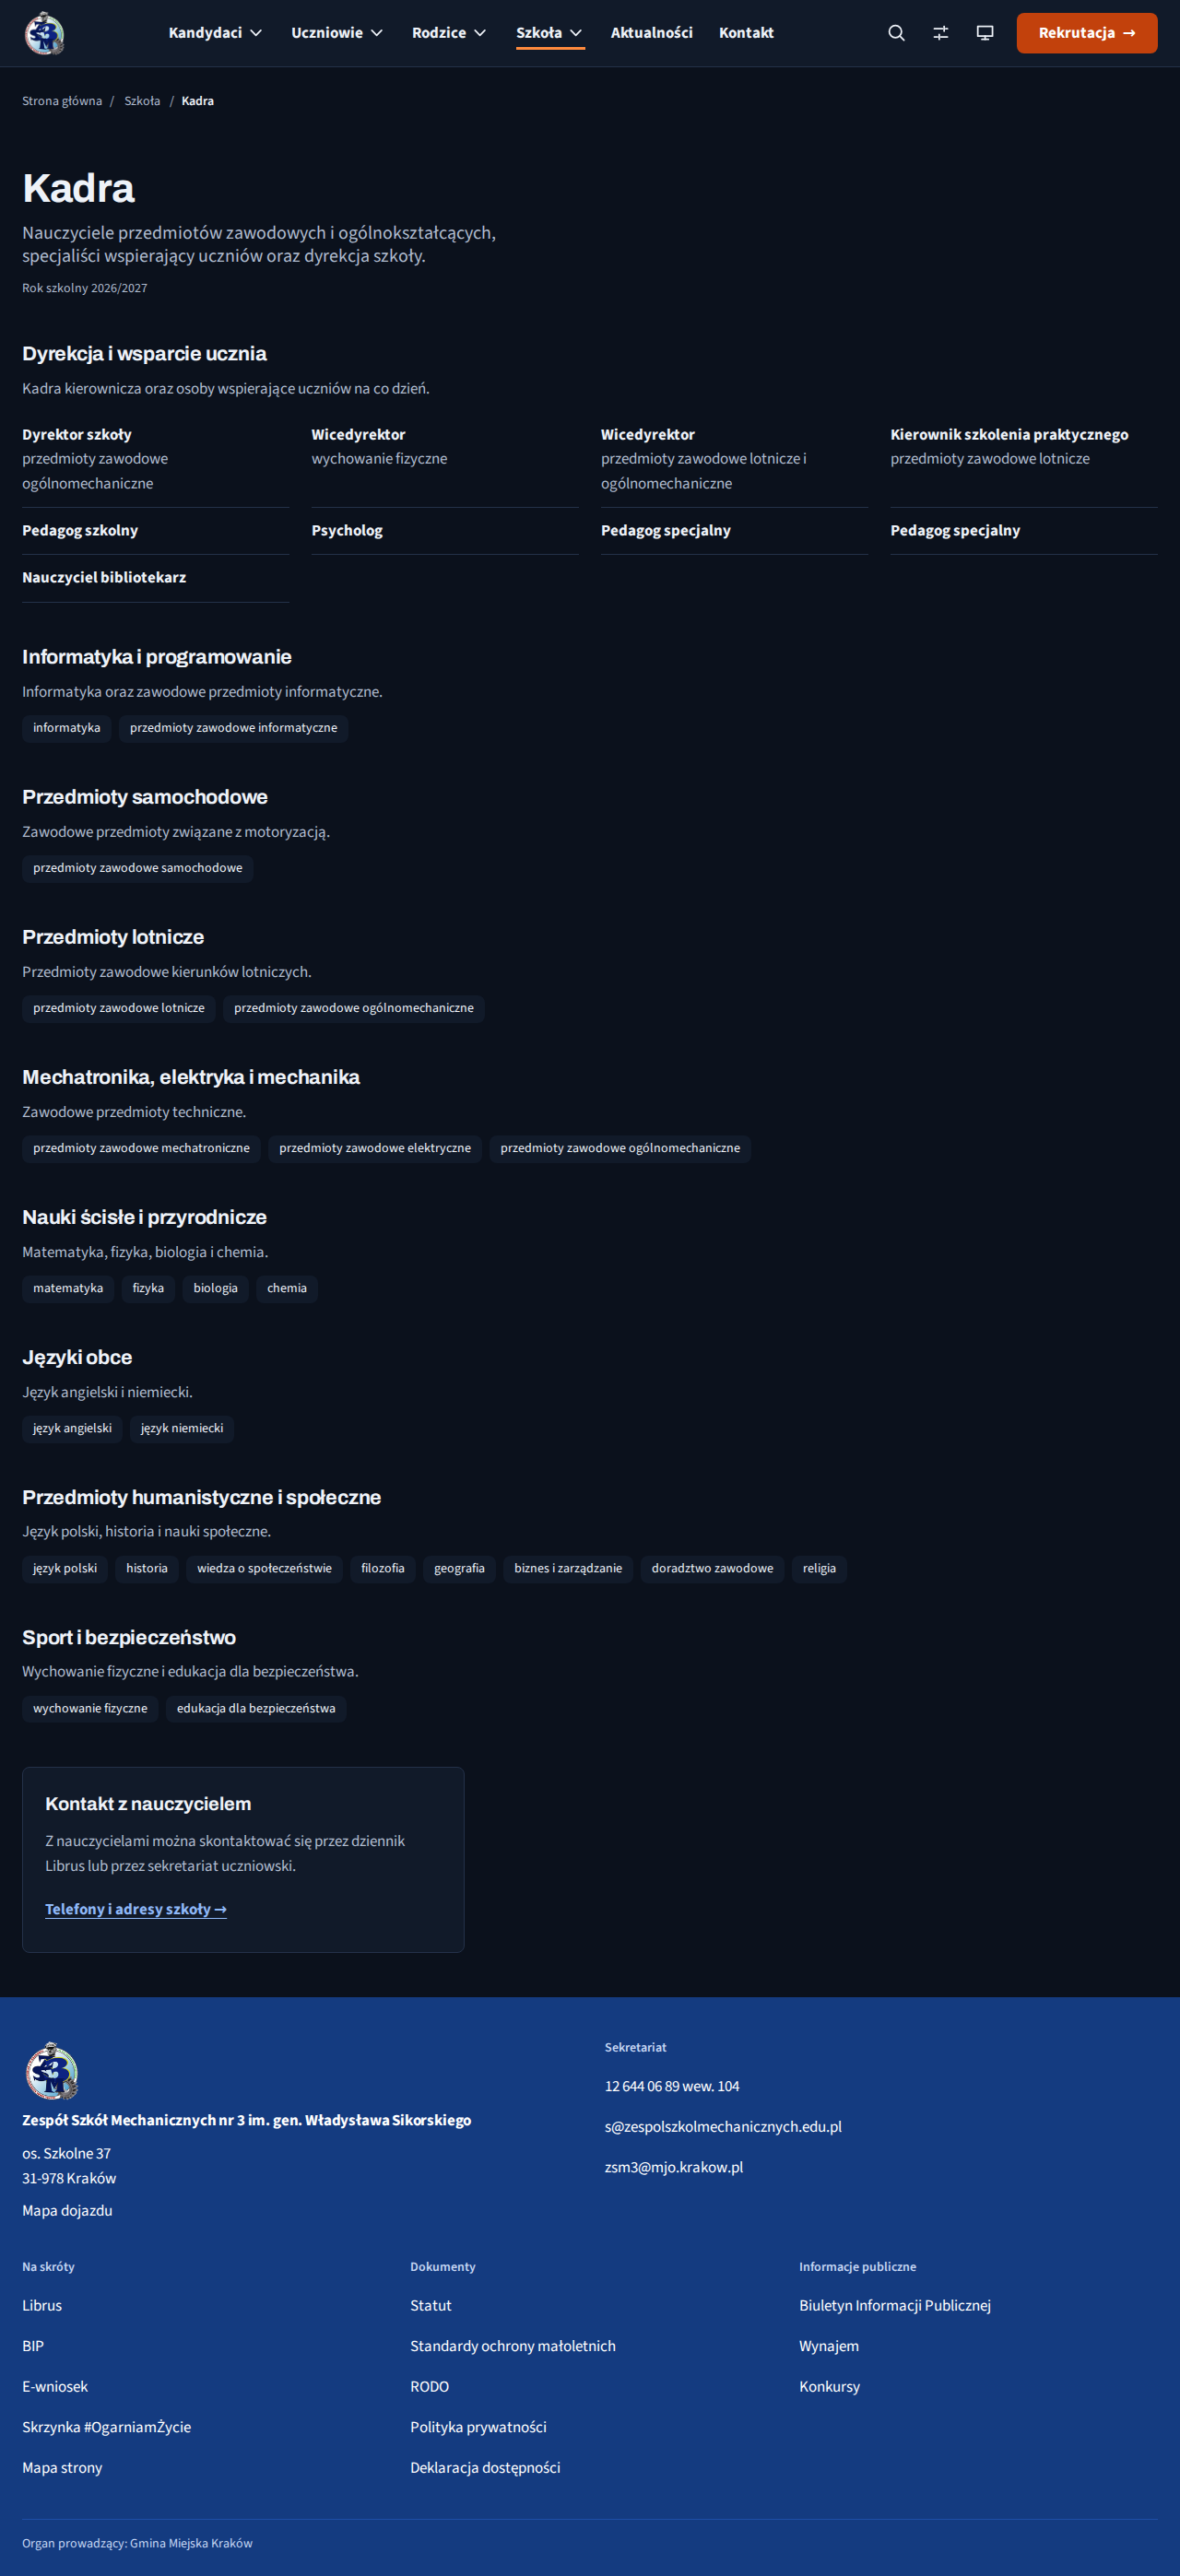 Kandydaci
Uczniowie
Rodzice
Szkoła
Aktualności
Kontakt
Rekrutacja →
Strona główna / Szkoła / Kadra
Kadra
Nauczyciele przedmiotów zawodowych i ogólnokształcących,
specjaliści wspierający uczniów oraz dyrekcja szkoły.
Rok szkolny 2026/2027
Dyrekcja i wsparcie ucznia
Kadra kierownicza oraz osoby wspierające uczniów na co dzień.
Dyrektor szkoły
przedmioty zawodowe
ogólnomechaniczne
Wicedyrektor
wychowanie fizyczne
Wicedyrektor
przedmioty zawodowe lotnicze i
ogólnomechaniczne
Kierownik szkolenia praktycznego
przedmioty zawodowe lotnicze
Pedagog szkolny
Psycholog
Pedagog specjalny
Pedagog specjalny
Nauczyciel bibliotekarz
Informatyka i programowanie
Informatyka oraz zawodowe przedmioty informatyczne.
informatyka
przedmioty zawodowe informatyczne
Przedmioty samochodowe
Zawodowe przedmioty związane z motoryzacją.
przedmioty zawodowe samochodowe
Przedmioty lotnicze
Przedmioty zawodowe kierunków lotniczych.
przedmioty zawodowe lotnicze
przedmioty zawodowe ogólnomechaniczne
Mechatronika, elektryka i mechanika
Zawodowe przedmioty techniczne.
przedmioty zawodowe mechatroniczne
przedmioty zawodowe elektryczne
przedmioty zawodowe ogólnomechaniczne
Nauki ścisłe i przyrodnicze
Matematyka, fizyka, biologia i chemia.
matematyka
fizyka
biologia
chemia
Języki obce
Język angielski i niemiecki.
język angielski
język niemiecki
Przedmioty humanistyczne i społeczne
Język polski, historia i nauki społeczne.
język polski
historia
wiedza o społeczeństwie
filozofia
geografia
biznes i zarządzanie
doradztwo zawodowe
religia
Sport i bezpieczeństwo
Wychowanie fizyczne i edukacja dla bezpieczeństwa.
wychowanie fizyczne
edukacja dla bezpieczeństwa
Kontakt z nauczycielem
Z nauczycielami można skontaktować się przez dziennik
Librus lub przez sekretariat uczniowski.
Telefony i adresy szkoły →
Zespół Szkół Mechanicznych nr 3 im. gen. Władysława Sikorskiego
os. Szkolne 37
31-978 Kraków
Mapa dojazdu
Sekretariat
12 644 06 89 wew. 104
s@zespolszkolmechanicznych.edu.pl
zsm3@mjo.krakow.pl
Na skróty
Librus
BIP
E-wniosek
Skrzynka #OgarniamŻycie
Mapa strony
Dokumenty
Statut
Standardy ochrony małoletnich
RODO
Polityka prywatności
Deklaracja dostępności
Informacje publiczne
Biuletyn Informacji Publicznej
Wynajem
Konkursy
Organ prowadzący: Gmina Miejska Kraków